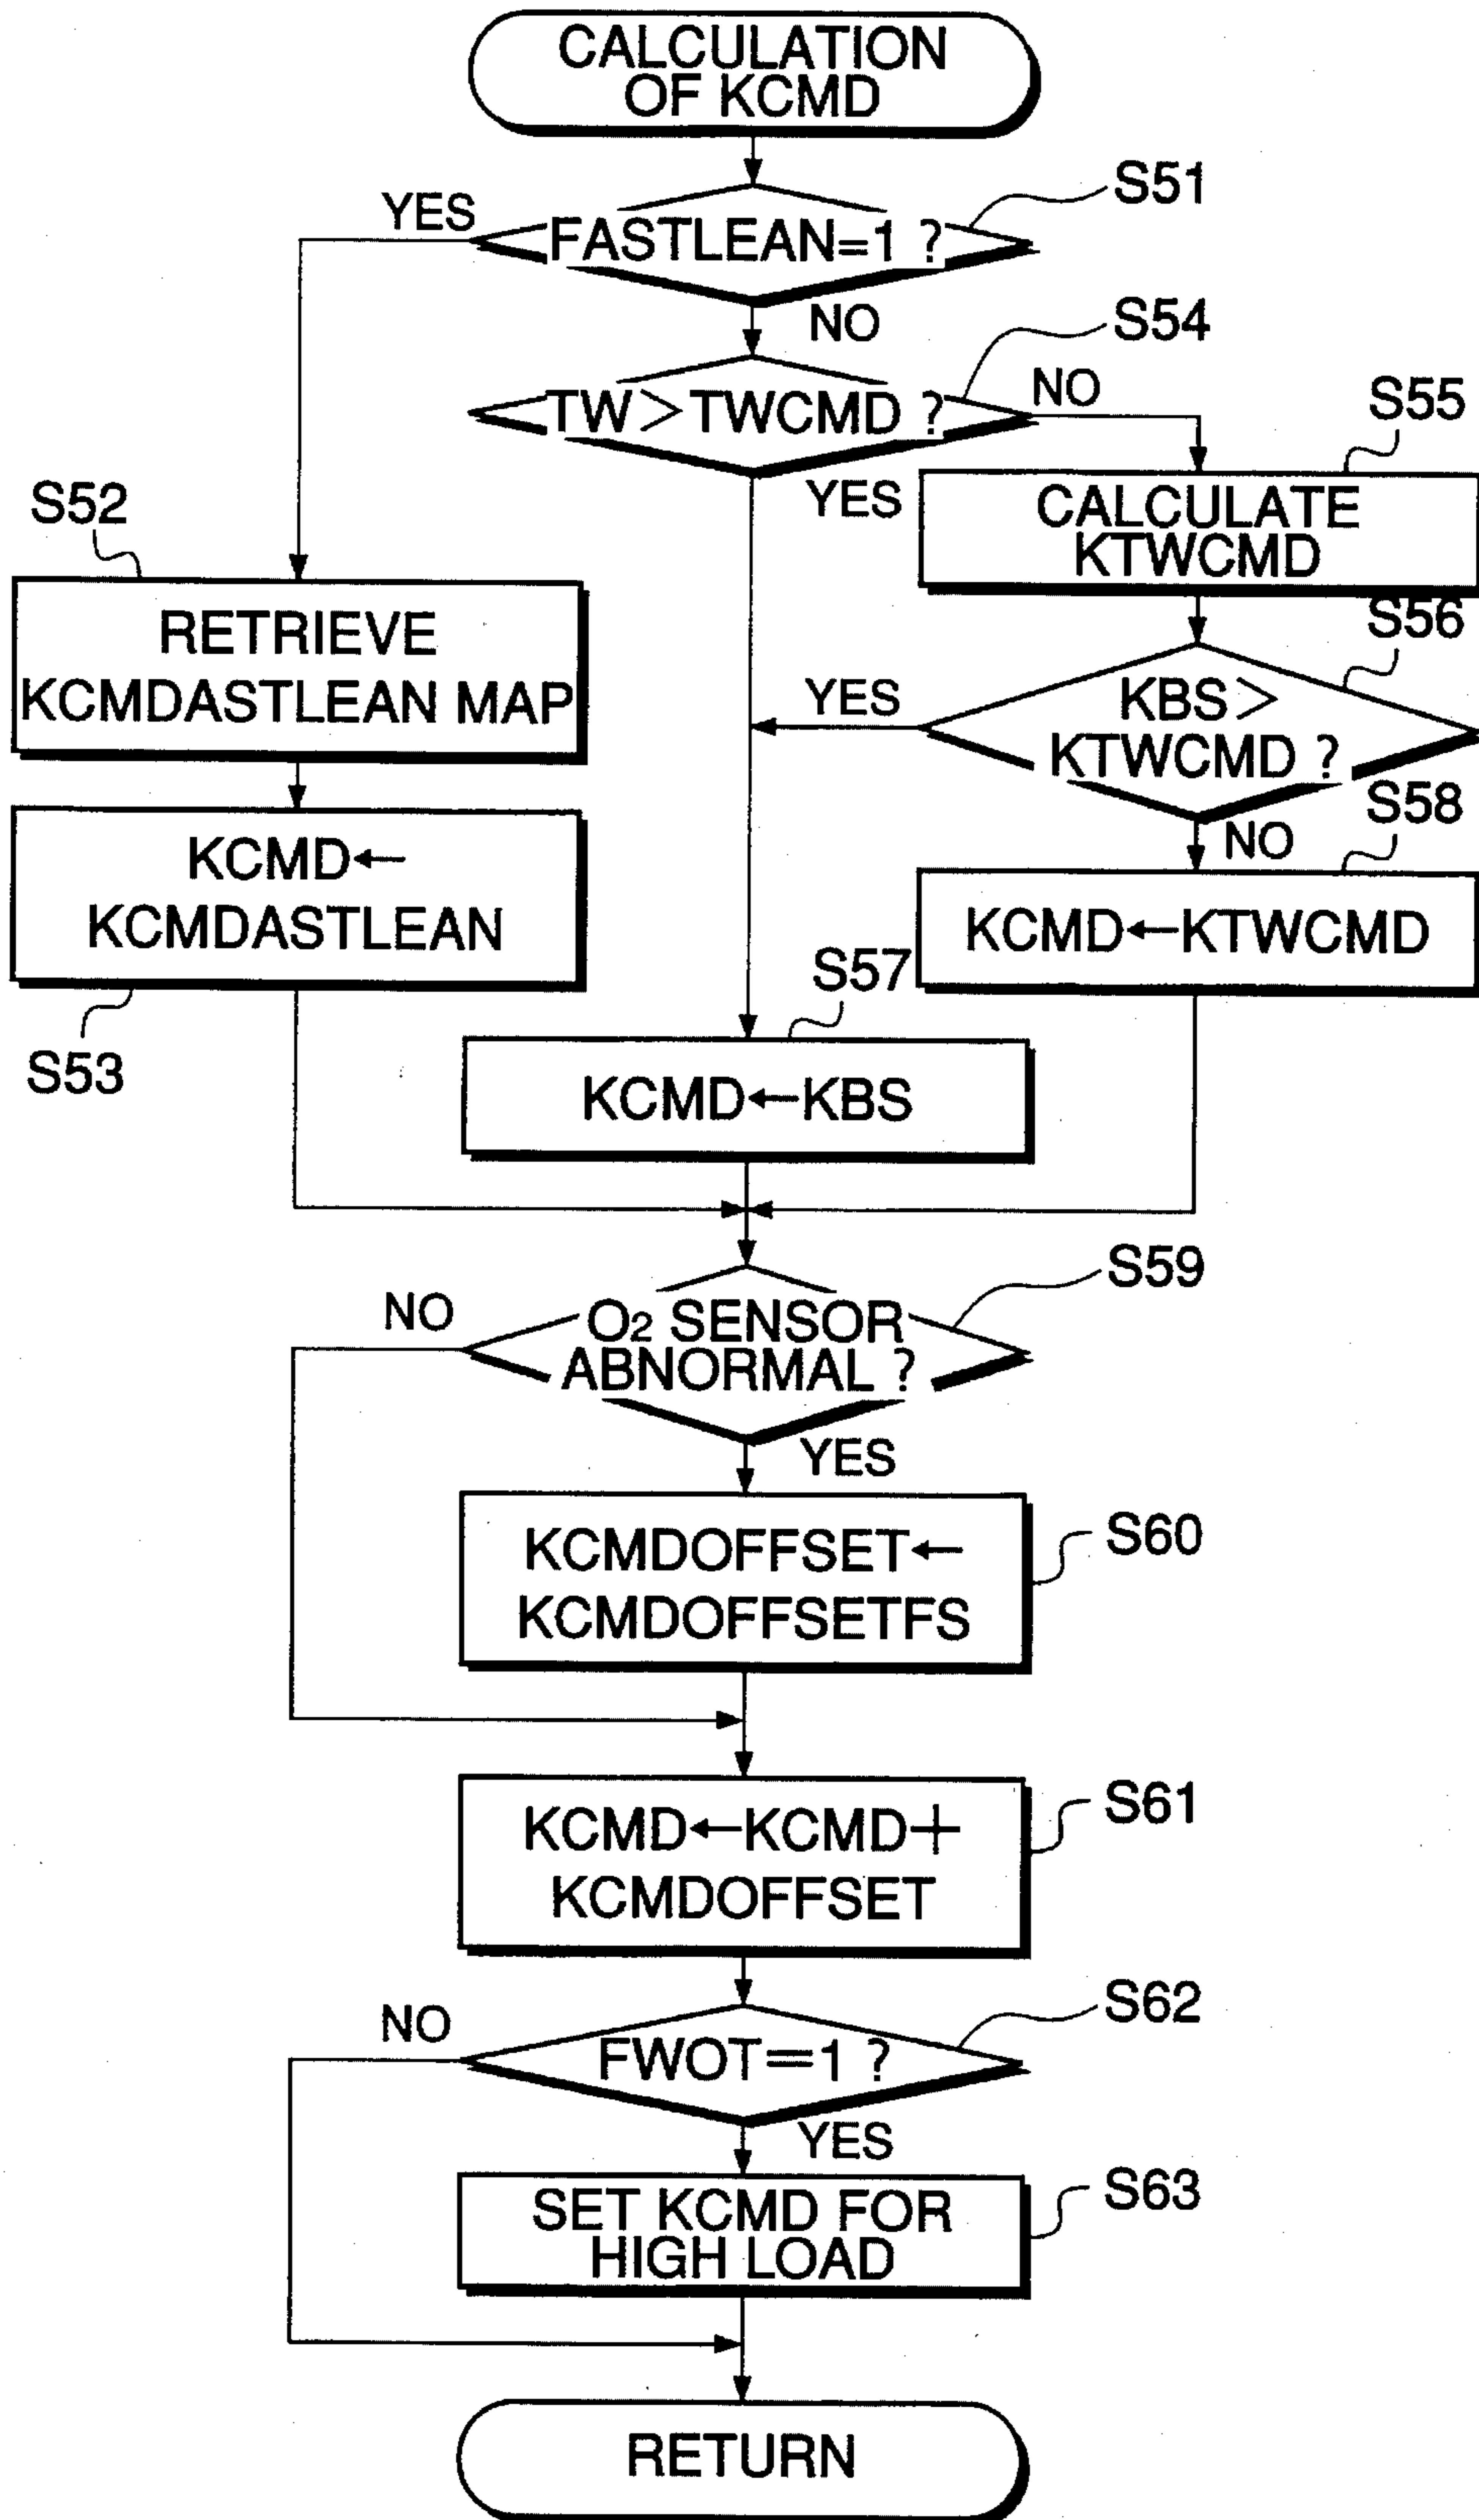 CALCULATION
OF KCMD
S51
YES
FASTLEAN=1 ?
NO
S54
TW>TWCMD ?
NO
S55
YES
CALCULATE
KTWCMD
S52
RETRIEVE
KCMDASTLEAN MAP
S56
YES
KBS>
KTWCMD ?
S58
NO
KCMD←
KCMDASTLEAN
KCMD←KTWCMD
S57
S53
KCMD←KBS
S59
NO
O2 SENSOR
ABNORMAL ?
YES
KCMDOFFSET←
KCMDOFFSETFS
S60
KCMD←KCMD+
KCMDOFFSET
S61
S62
NO
FWOT=1 ?
YES
SET KCMD FOR
HIGH LOAD
S63
RETURN